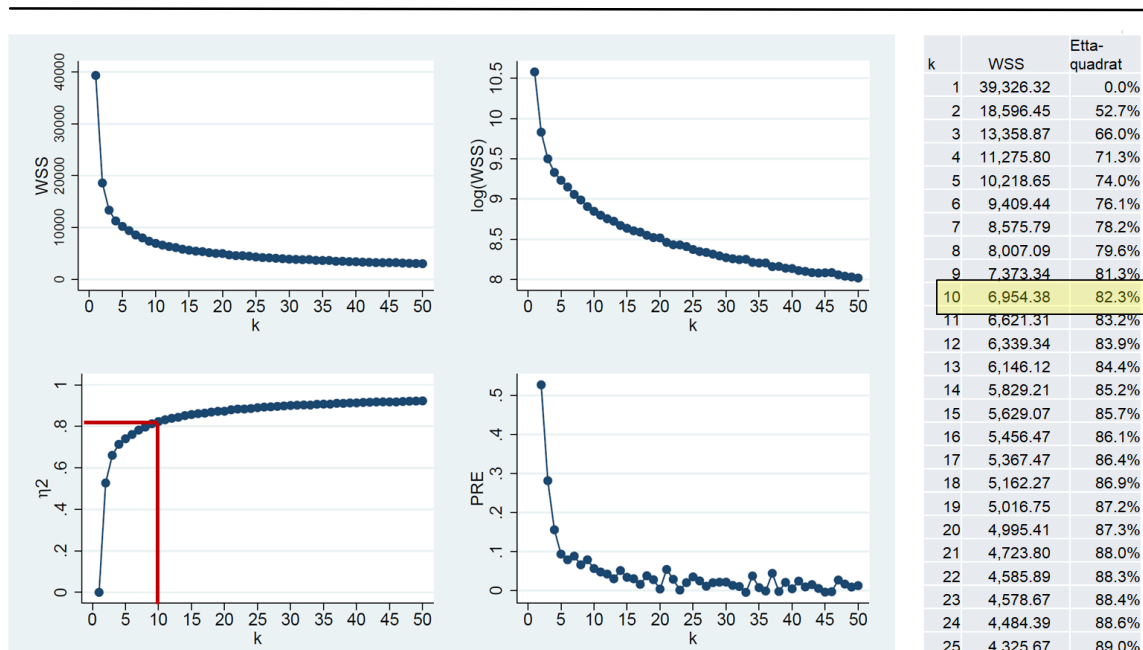 WSS
40000
30000
20000
10000
0
0 5 10 15 20 25 30 35 40 45 50
k
log(WSS)
10.5
10
9.5
9
8.5
8
0 5 10 15 20 25 30 35 40 45 50
k
η2
1
.8
.6
.4
.2
0
0 5 10 15 20 25 30 35 40 45 50
k
PRE
.5
.4
.3
.2
.1
0
0 5 10 15 20 25 30 35 40 45 50
k
k WSS Etta-
quadrat
1 39,326.32 0.0%
2 18,596.45 52.7%
3 13,358.87 66.0%
4 11,275.80 71.3%
5 10,218.65 74.0%
6 9,409.44 76.1%
7 8,575.79 78.2%
8 8,007.09 79.6%
9 7,373.34 81.3%
10 6,954.38 82.3%
11 6,621.31 83.2%
12 6,339.34 83.9%
13 6,146.12 84.4%
14 5,829.21 85.2%
15 5,629.07 85.7%
16 5,456.47 86.1%
17 5,367.47 86.4%
18 5,162.27 86.9%
19 5,016.75 87.2%
20 4,995.41 87.3%
21 4,723.80 88.0%
22 4,585.89 88.3%
23 4,578.67 88.4%
24 4,484.39 88.6%
25 4,325.67 89.0%